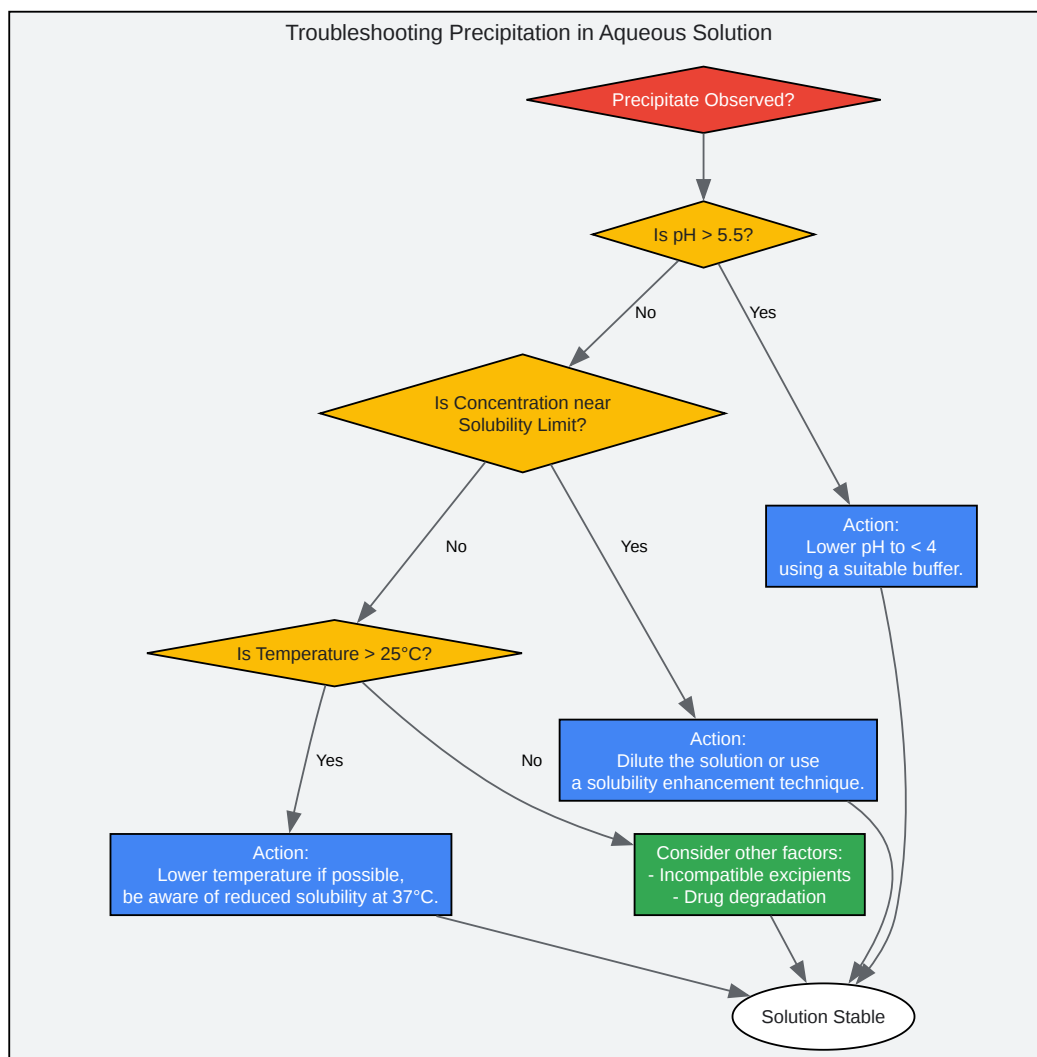 Troubleshooting Precipitation in Aqueous Solution
Precipitate Observed?
Is pH > 5.5?
No
Yes
Is Concentration near
Solubility Limit?
No
Yes
Action:
Lower pH to < 4
using a suitable buffer.
Is Temperature > 25°C?
Yes
No
Action:
Dilute the solution or use
a solubility enhancement technique.
Action:
Lower temperature if possible,
be aware of reduced solubility at 37°C.
Consider other factors:
- Incompatible excipients
- Drug degradation
Solution Stable